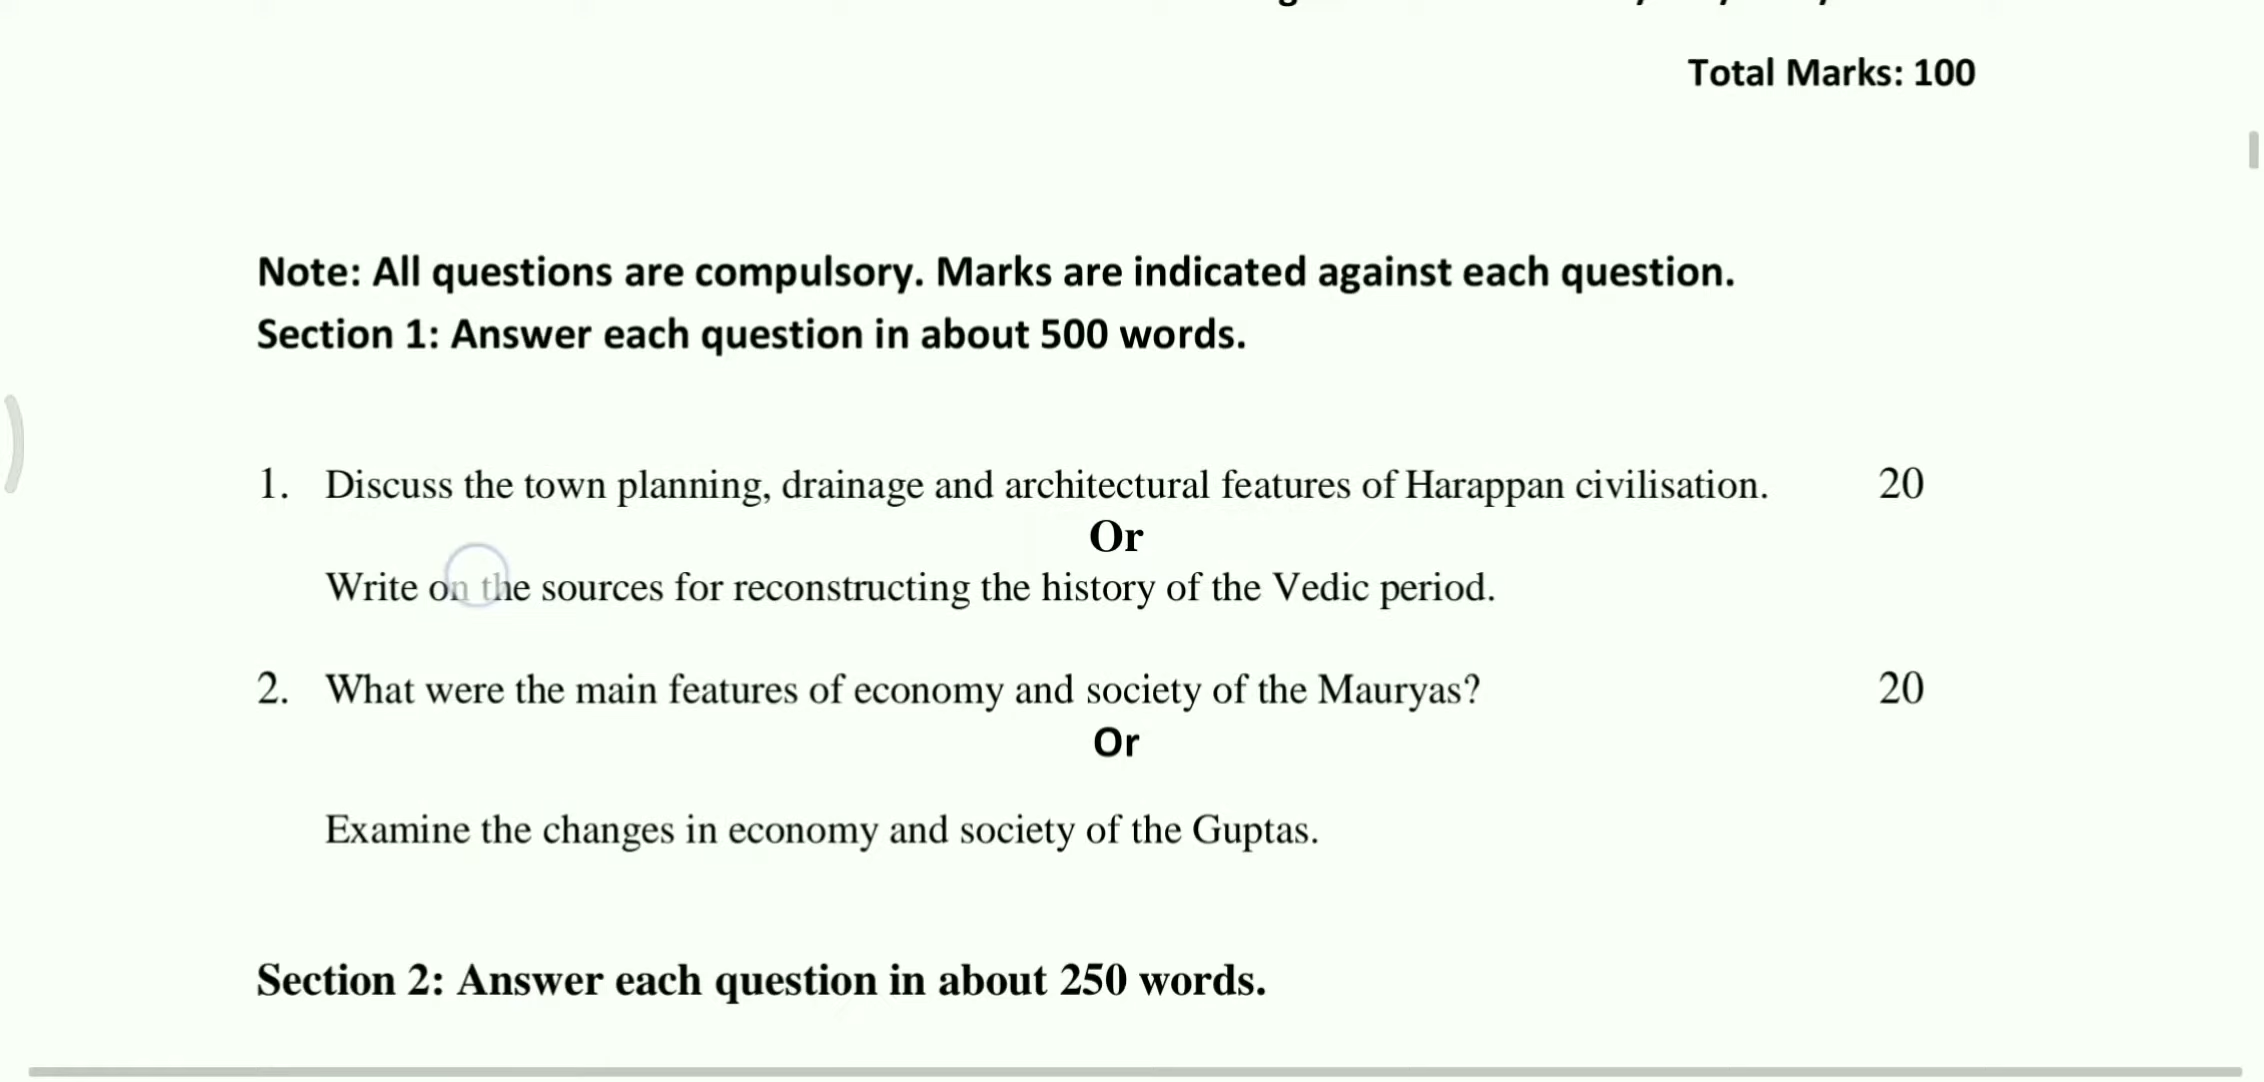 Total Marks: 100
Note: All questions are compulsory. Marks are indicated against each question.
Section 1: Answer each question in about 500 words.
1. Discuss the town planning, drainage and architectural features of Harappan civilisation. 20
Or
Write on the sources for reconstructing the history of the Vedic period.
2. What were the main features of economy and society of the Mauryas? 20
Or
Examine the changes in economy and society of the Guptas.
Section 2: Answer each question in about 250 words.